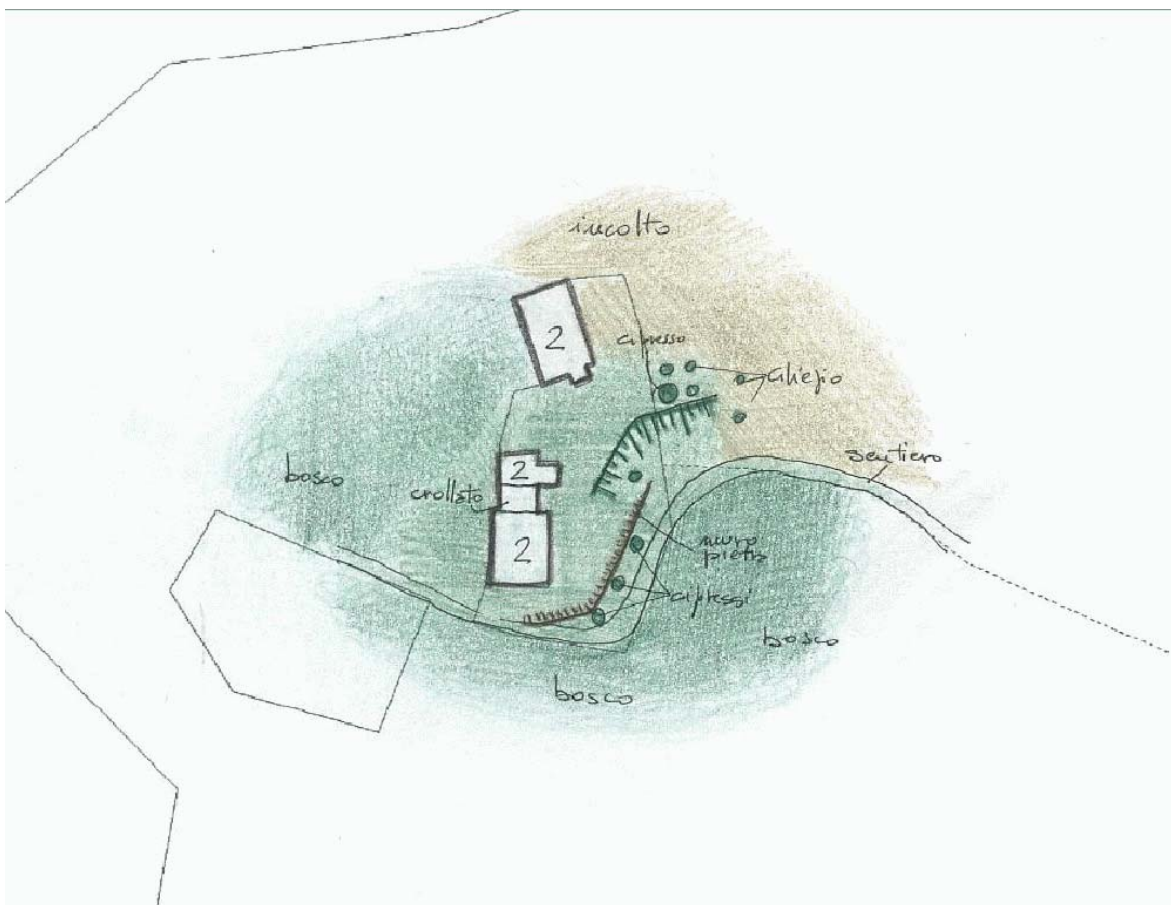 incolto
2
cipresso
ciliegio
sentiero
bosco
2
crollato
2
muro
pietra
cipressi
bosco
bosco